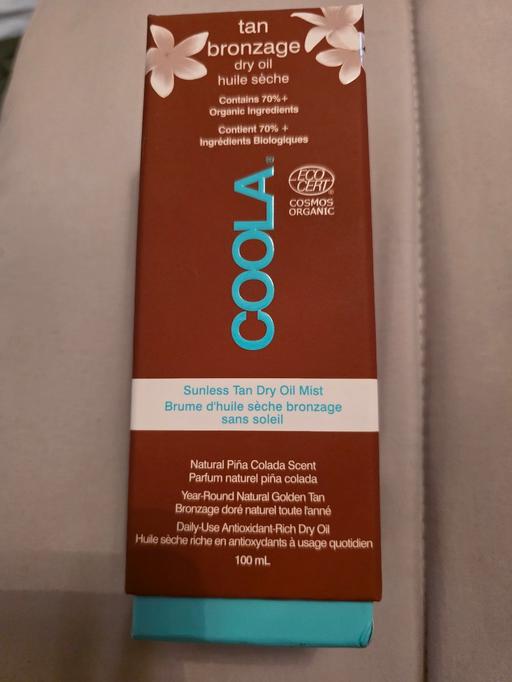 tan
bronzage
dry oil
huile sèche
Contains 70%+
Organic Ingredients
Contient 70% +
Ingrédients Biologiques
COOLA®
ECO
CERT®
COSMOS
ORGANIC
Sunless Tan Dry Oil Mist
Brume d'huile sèche bronzage
sans soleil
Natural Piña Colada Scent
Parfum naturel piña colada
Year-Round Natural Golden Tan
Bronzage doré naturel toute l'anné
Daily-Use Antioxidant-Rich Dry Oil
Huile sèche riche en antioxydants à usage quotidien
100 mL